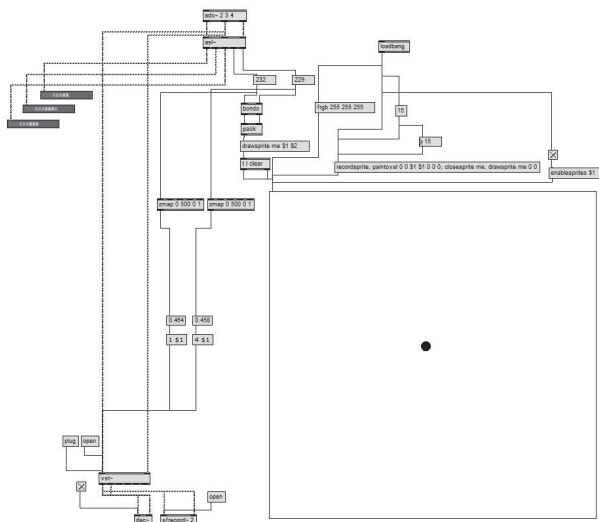 adc~ 2 3 4
asl~
loadbang
232
229
bondo
frgb 255 255 255
15
pack
15
drawsprite me $1 $2
t l clear
recordsprite, paintoval 0 0 $1 $1 0 0 0, closesprite me, drawsprite me 0 0
enablesprites $1
zmap 0 500 0 1
zmap 0 500 0 1
0.464
0.458
1 $1
4 $1
plug
open
vst~
open
dac~
sfrecord~ 2